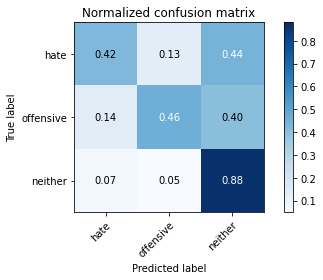 Normalized confusion matrix
hate 0.42 0.13 0.44
offensive 0.14 0.46 0.40
neither 0.07 0.05 0.88
hate offensive neither
True label
Predicted label
0.8
0.7
0.6
0.5
0.4
0.3
0.2
0.1